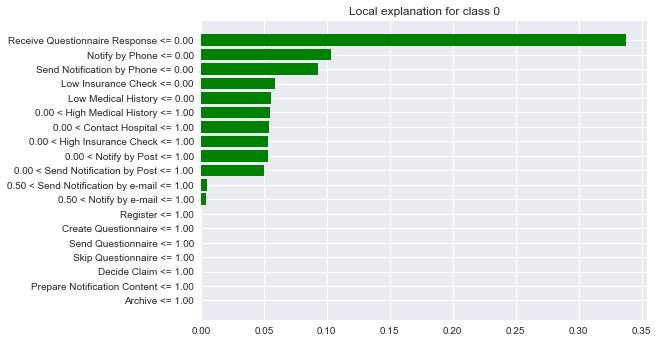 Local explanation for class 0
Receive Questionnaire Response <= 0.00
Notify by Phone <= 0.00
Send Notification by Phone <= 0.00
Low Insurance Check <= 0.00
Low Medical History <= 0.00
0.00 < High Medical History <= 1.00
0.00 < Contact Hospital <= 1.00
0.00 < High Insurance Check <= 1.00
0.00 < Notify by Post <= 1.00
0.00 < Send Notification by Post <= 1.00
0.50 < Send Notification by e-mail <= 1.00
0.50 < Notify by e-mail <= 1.00
Register <= 1.00
Create Questionnaire <= 1.00
Send Questionnaire <= 1.00
Skip Questionnaire <= 1.00
Decide Claim <= 1.00
Prepare Notification Content <= 1.00
Archive <= 1.00
0.00 0.05 0.10 0.15 0.20 0.25 0.30 0.35